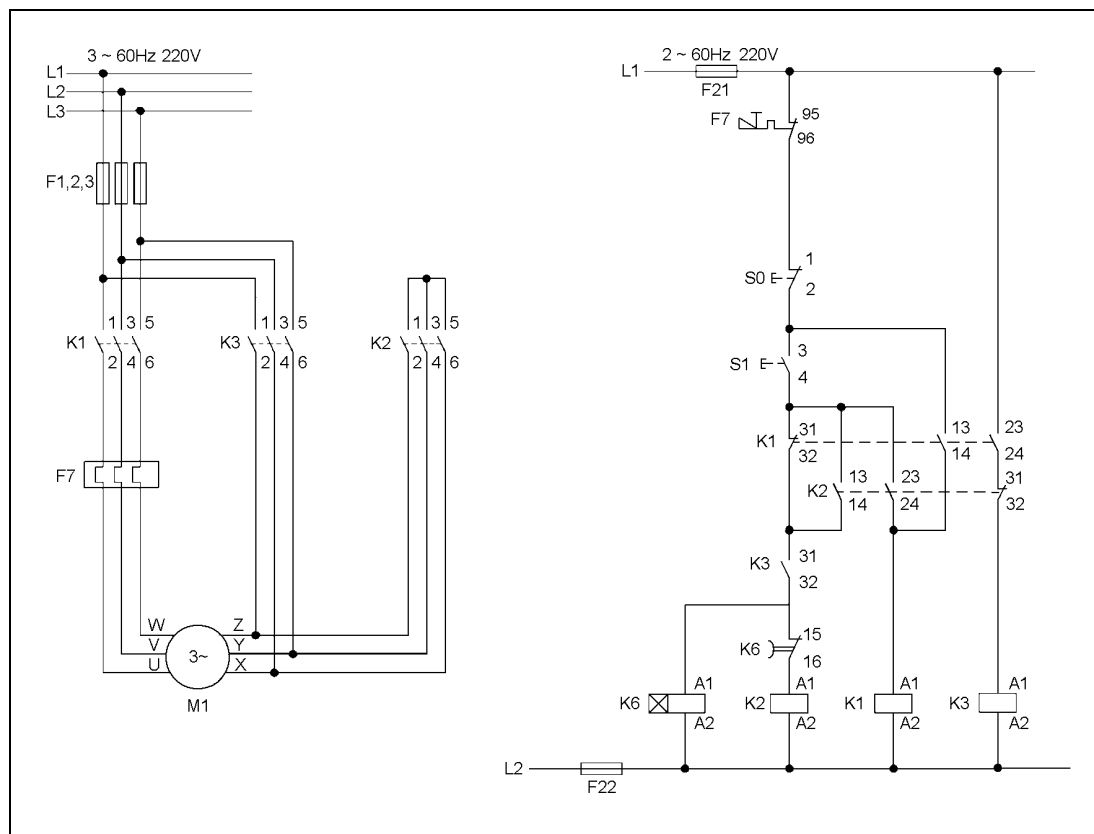 3 ~ 60Hz 220V
L1
L2
L3
F1,2,3
K1
1 3 5
2 4 6
K3
1 3 5
2 4 6
K2
1 3 5
2 4 6
F7
W
V
U
Z
Y
X
3~
M1
2 ~ 60Hz 220V
L1
F21
F7
95
96
S0
1
2
S1
3
4
K1
31
32
13
14
23
24
K2
13
14
23
24
31
32
K3
31
32
K6
15
16
K6
A1
A2
K2
A1
A2
K1
A1
A2
K3
A1
A2
L2
F22